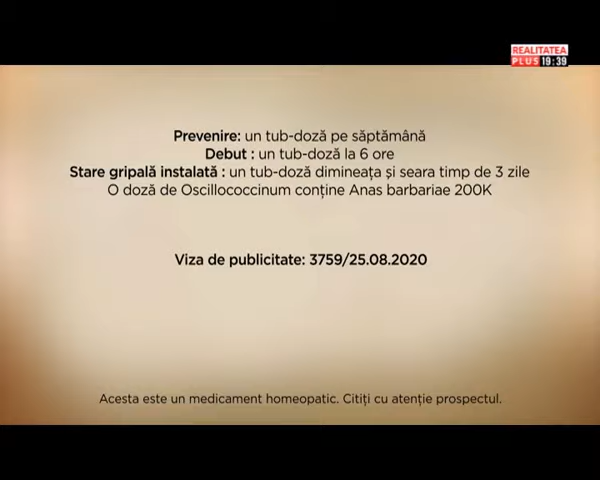 REALITATEA
PLUS 19:39
Prevenire: un tub-doză pe săptămână
Debut : un tub-doză la 6 ore
Stare gripală instalată : un tub-doză dimineața și seara timp de 3 zile
O doză de Oscillococcinum conține Anas barbariae 200K
Viza de publicitate: 3759/25.08.2020
Acesta este un medicament homeopatic. Citiți cu atenție prospectul.